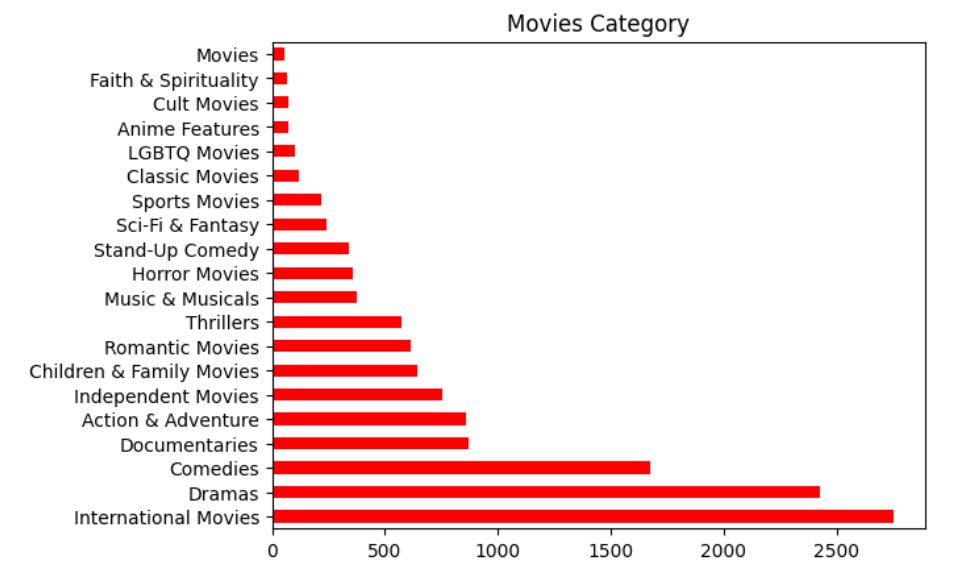 Movies Category
Movies
Faith & Spirituality
Cult Movies
Anime Features
LGBTQ Movies
Classic Movies
Sports Movies
Sci-Fi & Fantasy
Stand-Up Comedy
Horror Movies
Music & Musicals
Thrillers
Romantic Movies
Children & Family Movies
Independent Movies
Action & Adventure
Documentaries
Comedies
Dramas
International Movies
0 500 1000 1500 2000 2500